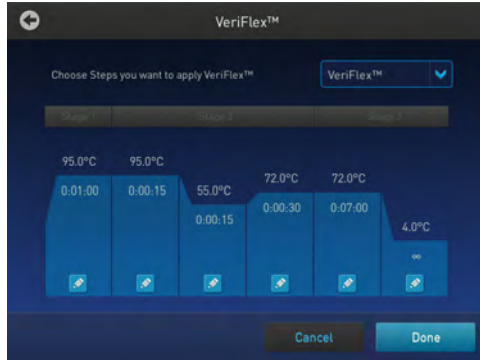 VeriFlex™
Choose Steps you want to apply VeriFlex™
VeriFlex™
Stage 1 Stage 2 Stage 3
95.0°C 95.0°C 55.0°C 72.0°C 72.0°C 4.0°C
0:01:00 0:00:15 0:00:15 0:00:30 0:07:00 ∞
Cancel Done